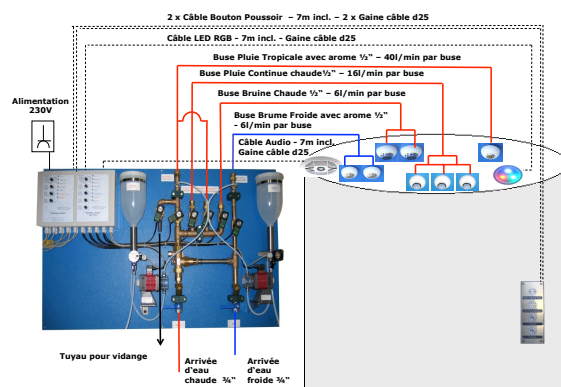 2 x Câble Bouton Poussoir – 7m incl. – 2 x Gaine câble d25
Câble LED RGB - 7m incl. - Gaine câble d25
Buse Pluie Tropicale avec arome ½“ – 40l/min par buse
Buse Pluie Continue chaude½“ – 16l/min par buse
Buse Bruine Chaude ½“ – 6l/min par buse
Buse Brume Froide avec arome ½“
- 6l/min par buse
Câble Audio - 7m incl.
Gaine câble d25
Alimentation
230V
Tuyau pour vidange
Arrivée
d'eau
chaude ¾“
Arrivée
d'eau
froide ¾“